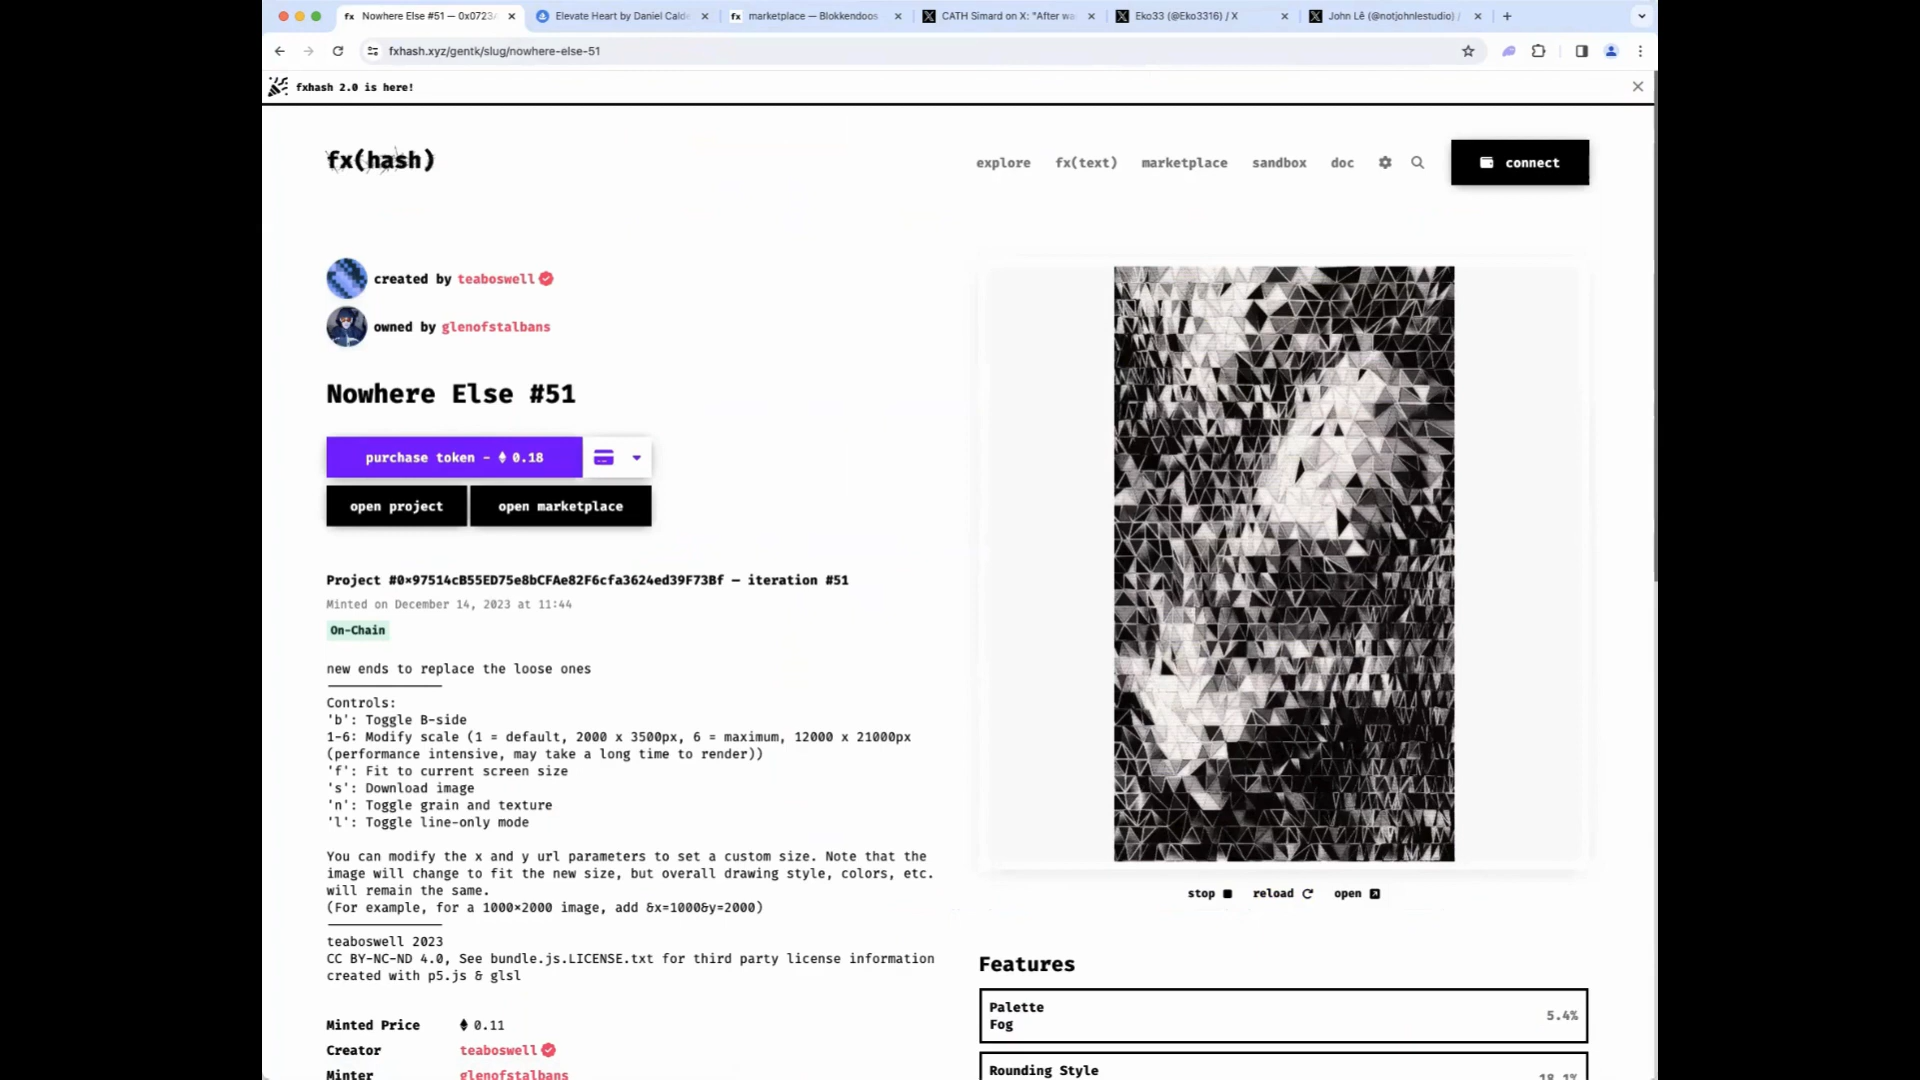 Nowhere Else #51 — 0x0723
Elevate Heart by Daniel Calde
marketplace — Blokkendoos
CATH Simard on X: "After wa
Eko33 (@Eko3316) / X
John Lê (@notjohnlestudio) /
fxhash.xyz/gentk/slug/nowhere-else-51
fxhash 2.0 is here!
fx(hash)
explore
fx(text)
marketplace
sandbox
doc
connect
created by teaboswell
owned by glenofstalbans
Nowhere Else #51
purchase token - 0.18
open project
open marketplace
Project #0×97514cB55ED75e8bCFAe82F6cfa3624ed39F73Bf — iteration #51
Minted on December 14, 2023 at 11:44
On-Chain
new ends to replace the loose ones
Controls:
'b': Toggle B-side
1-6: Modify scale (1 = default, 2000 x 3500px, 6 = maximum, 12000 x 21000px
(performance intensive, may take a long time to render))
'f': Fit to current screen size
's': Download image
'n': Toggle grain and texture
'l': Toggle line-only mode
You can modify the x and y url parameters to set a custom size. Note that the
image will change to fit the new size, but overall drawing style, colors, etc.
will remain the same.
(For example, for a 1000×2000 image, add &x=1000&y=2000)
teaboswell 2023
CC BY-NC-ND 4.0, See bundle.js.LICENSE.txt for third party license information
created with p5.js & glsl
Minted Price 0.11
Creator teaboswell
Minter glenofstalbans
stop
reload
open
Features
Palette
Fog
5.4%
Rounding Style
18.1%